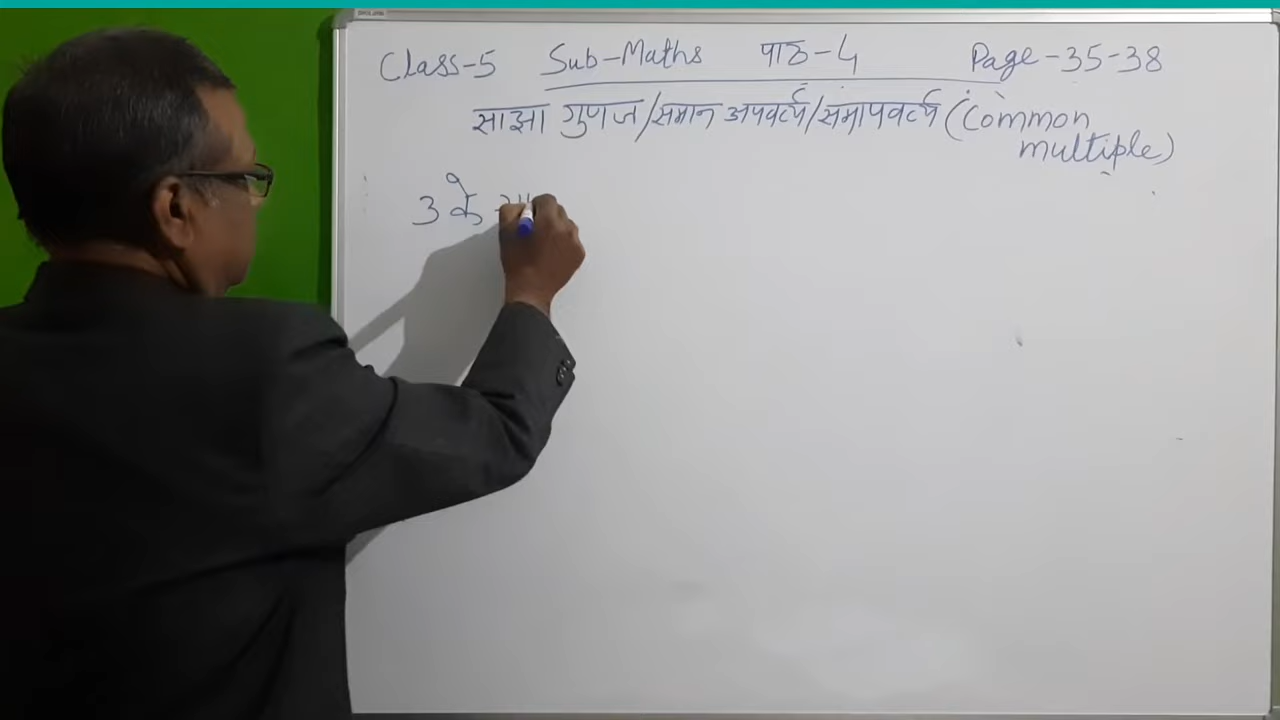 Class-5 Sub-Maths पाठ-4 Page-35-38
साझा गुणज/समान अपवर्त्य/समापवर्त्य (Common
multiple)
3 के